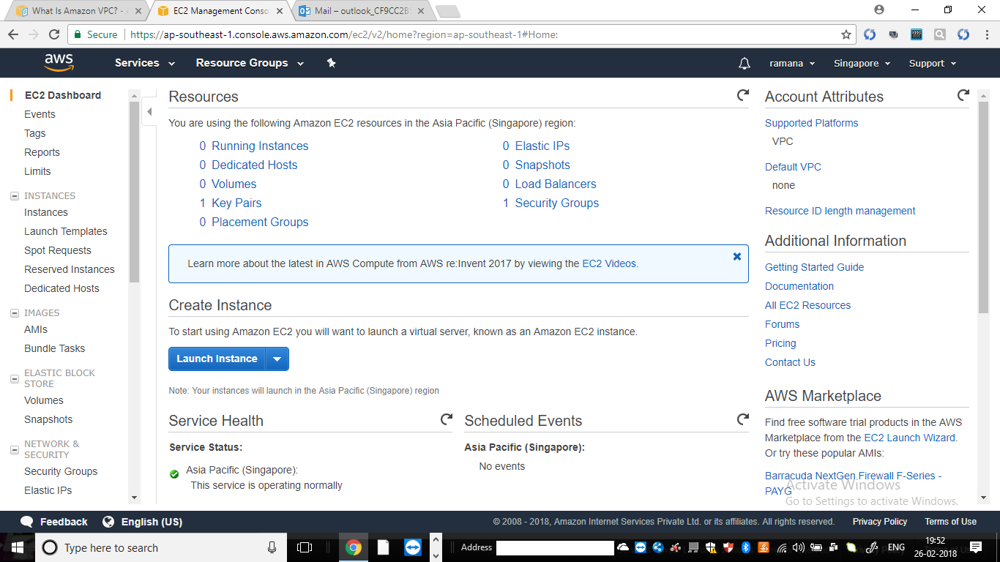 What Is Amazon VPC? - A
EC2 Management Conso
Mail – outlook_CF9CC2B
Secure
https://ap-southeast-1.console.aws.amazon.com/ec2/v2/home?region=ap-southeast-1#Home:
aws
Services
Resource Groups
ramana
Singapore
Support
EC2 Dashboard
Events
Tags
Reports
Limits
INSTANCES
Instances
Launch Templates
Spot Requests
Reserved Instances
Dedicated Hosts
IMAGES
AMIs
Bundle Tasks
ELASTIC BLOCK
STORE
Volumes
Snapshots
NETWORK &
SECURITY
Security Groups
Elastic IPs
Resources
You are using the following Amazon EC2 resources in the Asia Pacific (Singapore) region:
0 Running Instances
0 Elastic IPs
0 Dedicated Hosts
0 Snapshots
0 Volumes
0 Load Balancers
1 Key Pairs
1 Security Groups
0 Placement Groups
Learn more about the latest in AWS Compute from AWS re:Invent 2017 by viewing the EC2 Videos.
Create Instance
To start using Amazon EC2 you will want to launch a virtual server, known as an Amazon EC2 instance.
Launch Instance
Note: Your instances will launch in the Asia Pacific (Singapore) region
Service Health
Service Status:
Asia Pacific (Singapore):
This service is operating normally
Scheduled Events
Asia Pacific (Singapore):
No events
Account Attributes
Supported Platforms
VPC
Default VPC
none
Resource ID length management
Additional Information
Getting Started Guide
Documentation
All EC2 Resources
Forums
Pricing
Contact Us
AWS Marketplace
Find free software trial products in the AWS
Marketplace from the EC2 Launch Wizard.
Or try these popular AMIs:
Barracuda NextGen Firewall F-Series -
PAYG
Activate Windows
Go to Settings to activate Windows.
Feedback
English (US)
© 2008 - 2018, Amazon Internet Services Private Ltd. or its affiliates. All rights reserved.
Privacy Policy
Terms of Use
Type here to search
Address
ENG
19:52
26-02-2018